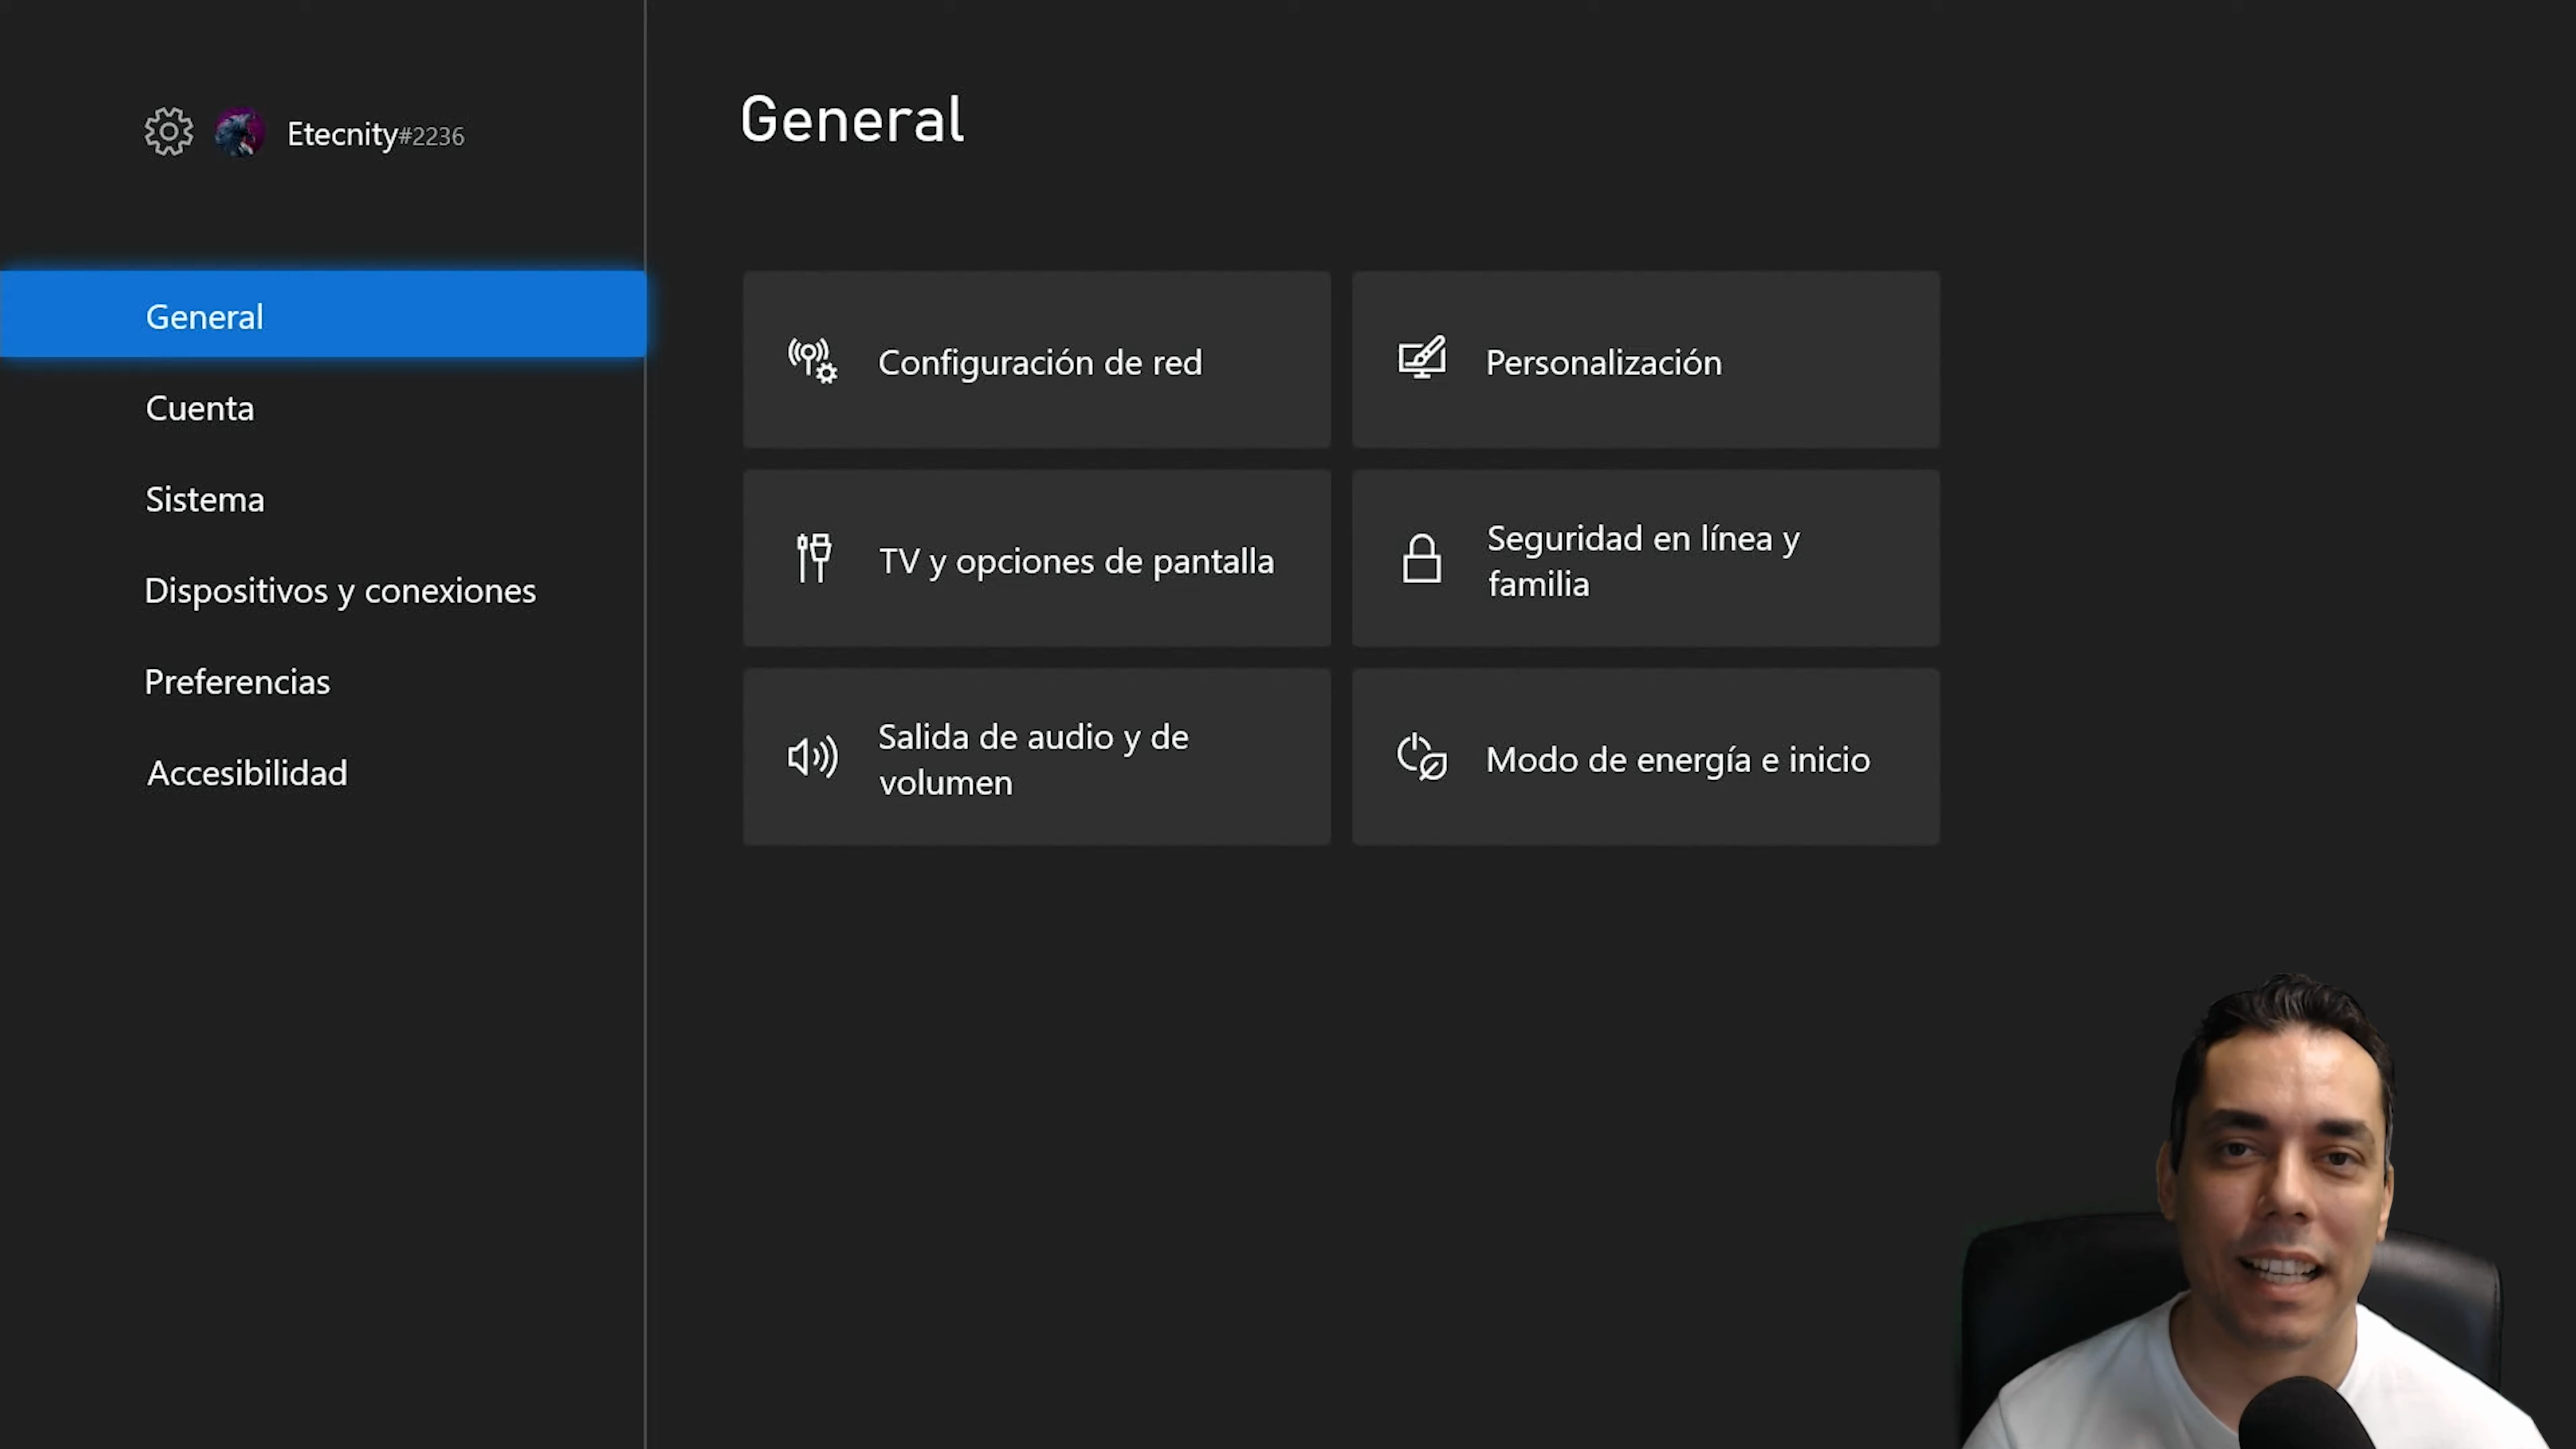 Etecnity#2236
General
Cuenta
Sistema
Dispositivos y conexiones
Preferencias
Accesibilidad
General
Configuración de red
Personalización
TV y opciones de pantalla
Seguridad en línea y
familia
Salida de audio y de
volumen
Modo de energía e inicio